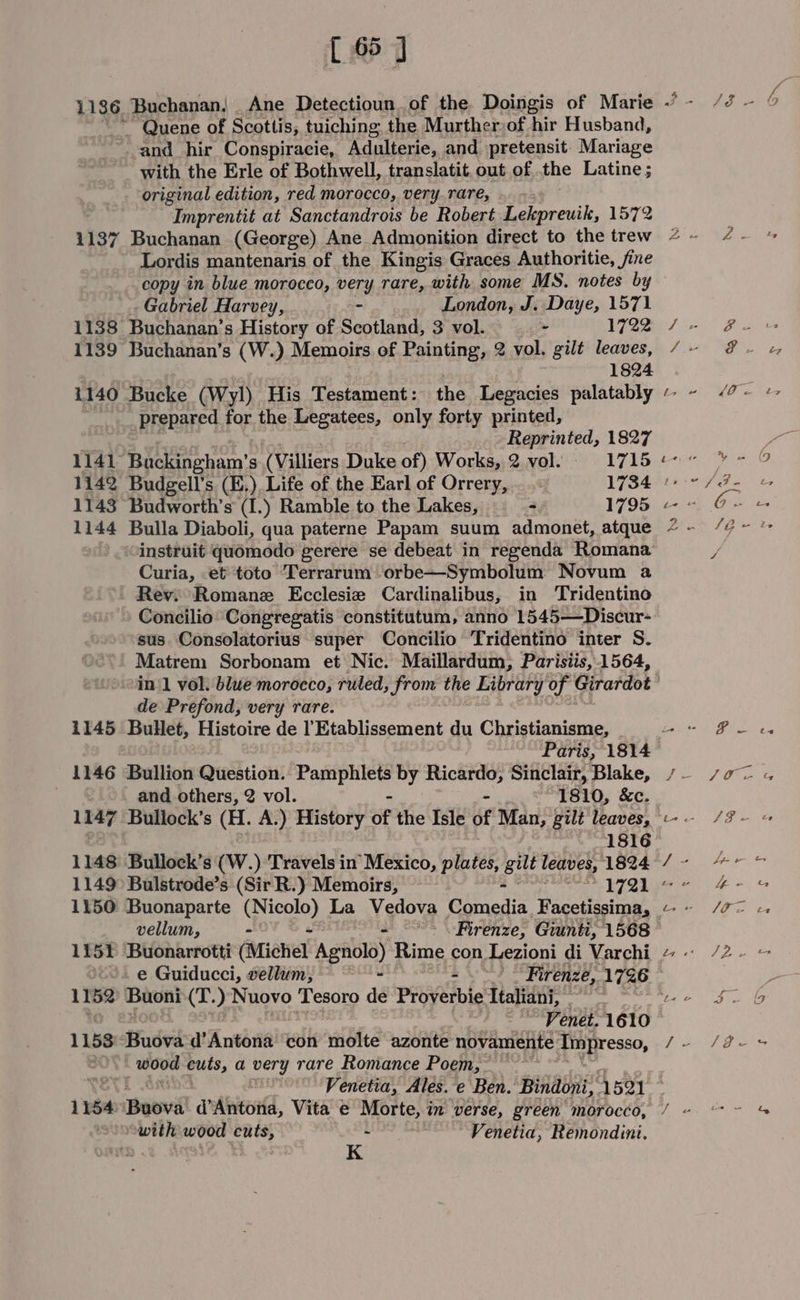 [ 65 ]
1136 Buchanan. Ane Detectioun of the Doingis of Marie
Quene of Scottis, tuiching the Murther of hir Husband,
and hir Conspiracie, Adulterie, and pretensit Mariage
with the Erle of Bothwell, translatit out of the Latine;
original edition, red morocco, very rare,
Imprentit at Sanctandrois be Robert Lekpreuik, 1572
1137 Buchanan (George) Ane Admonition direct to the trew
Lordis mantenaris of the Kingis Graces Authoritie, fine
copy in blue morocco, very rare, with some MS. notes by
Gabriel Harvey, - London, J. Daye, 1571
1138 Buchanan's History of Scotland, 3 vol. - 1722
1139 Buchanan's (W.) Memoirs of Painting, 2 vol. gilt leaves,
1824
1140 Bucke (Wyl) His Testament: the Legacies palatably
prepared for the Legatees, only forty printed,
Reprinted, 1827
1141 Buckingham's (Villiers Duke of) Works, 2 vol. 1715
1142 Budgell's (E.) Life of the Earl of Orrery, 1734
1143 Budworth's (I.) Ramble to the Lakes, - 1795
1144 Bulla Diaboli, qua paterne Papam suum admonet, atque
instruit quomodo gerere se debeat in regenda Romana
Curia, et toto Terrarum orbe—Symbolum Novum a
Rev. Romanæ Ecclesiæ Cardinalibus, in Tridentino
Concilio Congregatis constitutum, anno 1545—Discur-
sus Consolatorius super Concilio Tridentino inter S.
Matrem Sorbonam et Nic. Maillardum, Parisiis, 1564,
in 1 vol. blue morocco, ruled, from the Library of Girardot
de Prefond, very rare.
1145 Bullet, Histoire de l'Etablissement du Christianisme,
Paris, 1814
1146 Bullion Question. Pamphlets by Ricardo, Sinclair, Blake,
and others, 2 vol. - - 1810, &c.
1147 Bullock's (H. A.) History of the Isle of Man, gilt leaves,
1816
1148 Bullock's (W.) Travels in Mexico, plates, gilt leaves, 1824
1149 Bulstrode's (Sir R.) Memoirs, - 1721
1150 Buonaparte (Nicolo) La Vedova Comedia Facetissima,
vellum, - - - Firenze, Giunti, 1568
1151 Buonarrotti (Michel Agnolo) Rime con Lezioni di Varchi
e Guiducci, vellum, - - Firenze, 1726
1152 Buoni (T.) Nuovo Tesoro de Proverbie Italiani,
Venet. 1610
1153 Buova d'Antona con molte azonte novamente Impresso,
wood cuts, a very rare Romance Poem,
Venetia, Ales. e Ben. Bindoni, 1521
1154 Buova d'Antona, Vita e Morte, in verse, green morocco,
with wood cuts, - Venetia, Remondini.
K